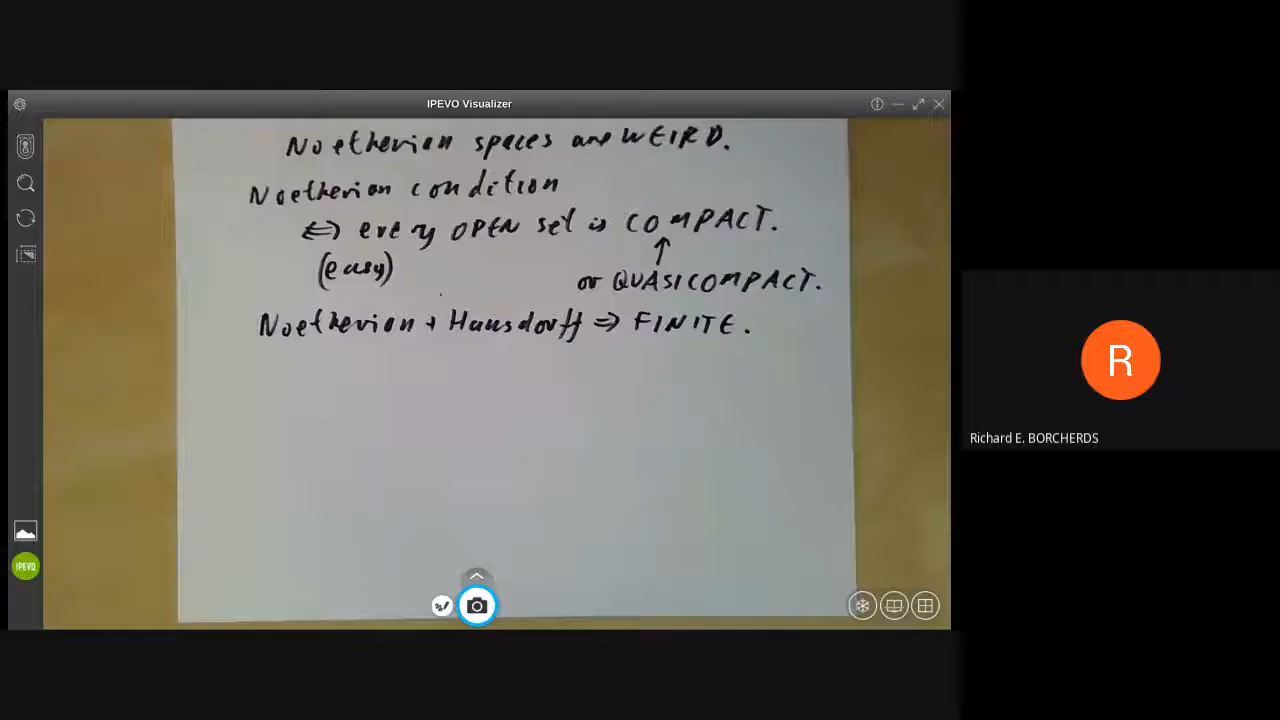 IPEVO Visualizer
Noetherian spaces are WEIRD.
Noetherian condition
⇔ every OPEN set is COMPACT.
(easy)
↑
or QUASICOMPACT.
Noetherian + Hausdorff ⇒ FINITE.
R
Richard E. BORCHERDS
IPEVO